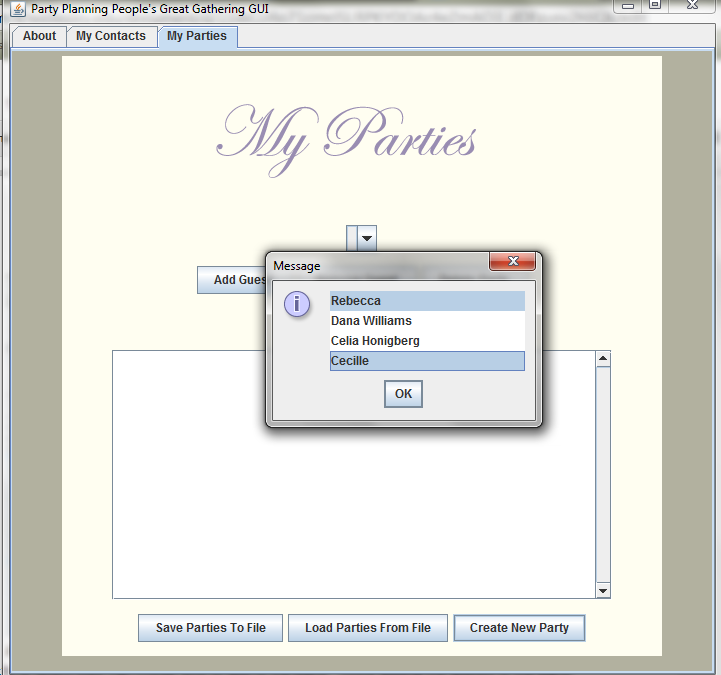 Party Planning People's Great Gathering GUI
About My Contacts My Parties
My Parties
Message
Add Gues
Rebecca
Dana Williams
Celia Honigberg
Cecille
OK
Save Parties To File Load Parties From File Create New Party